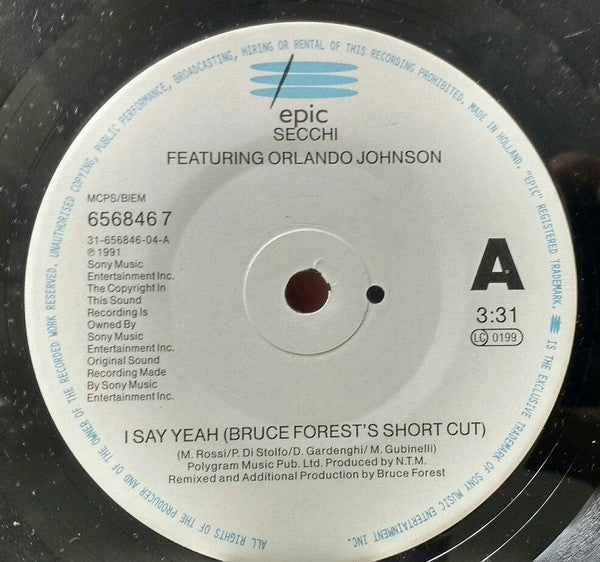 ALL RIGHTS OF THE PRODUCER AND OF THE OWNER OF THE RECORDED WORK RESERVED. UNAUTHORISED COPYING, PUBLIC PERFORMANCE, BROADCASTING, HIRING OR RENTAL OF THIS RECORDING PROHIBITED. MADE IN HOLLAND. "EPIC" REGISTERED TRADEMARK. IS THE EXCLUSIVE TRADEMARK OF SONY MUSIC ENTERTAINMENT INC.
epic
SECCHI
FEATURING ORLANDO JOHNSON
MCPS/BIEM
656846 7
31-656846-04-A
℗ 1991
Sony Music
Entertainment Inc.
The Copyright In
This Sound
Recording Is
Owned By
Sony Music
Entertainment Inc.
Original Sound
Recording Made
By Sony Music
Entertainment Inc.
A
3:31
LC 0199
I SAY YEAH (BRUCE FOREST'S SHORT CUT)
(M. Rossi/P. Di Stolfo/D. Gardenghi/M. Gubinelli)
Polygram Music Pub. Ltd. Produced by N.T.M.
Remixed and Additional Production by Bruce Forest